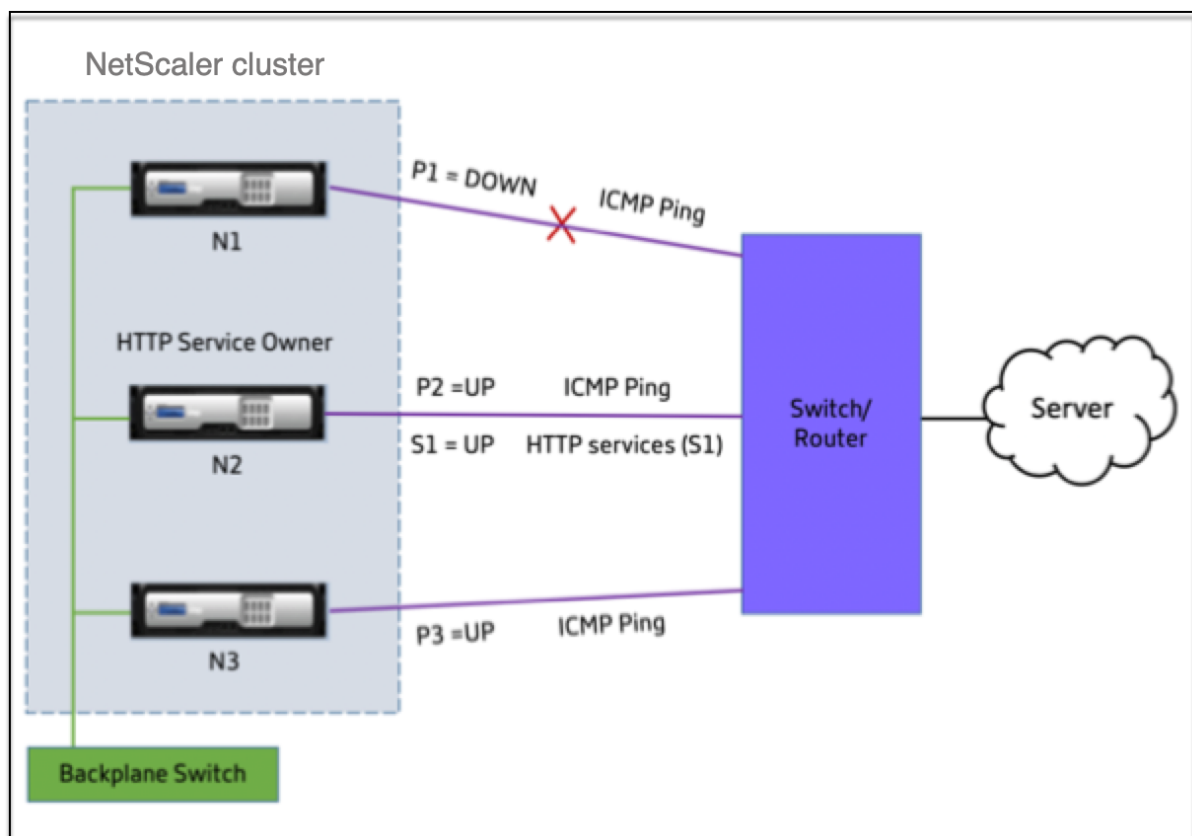 NetScaler cluster
P1 = DOWN
ICMP Ping
N1
HTTP Service Owner
P2 =UP
ICMP Ping
S1 = UP
HTTP services (S1)
N2
Switch/
Router
Server
P3 =UP
ICMP Ping
N3
Backplane Switch